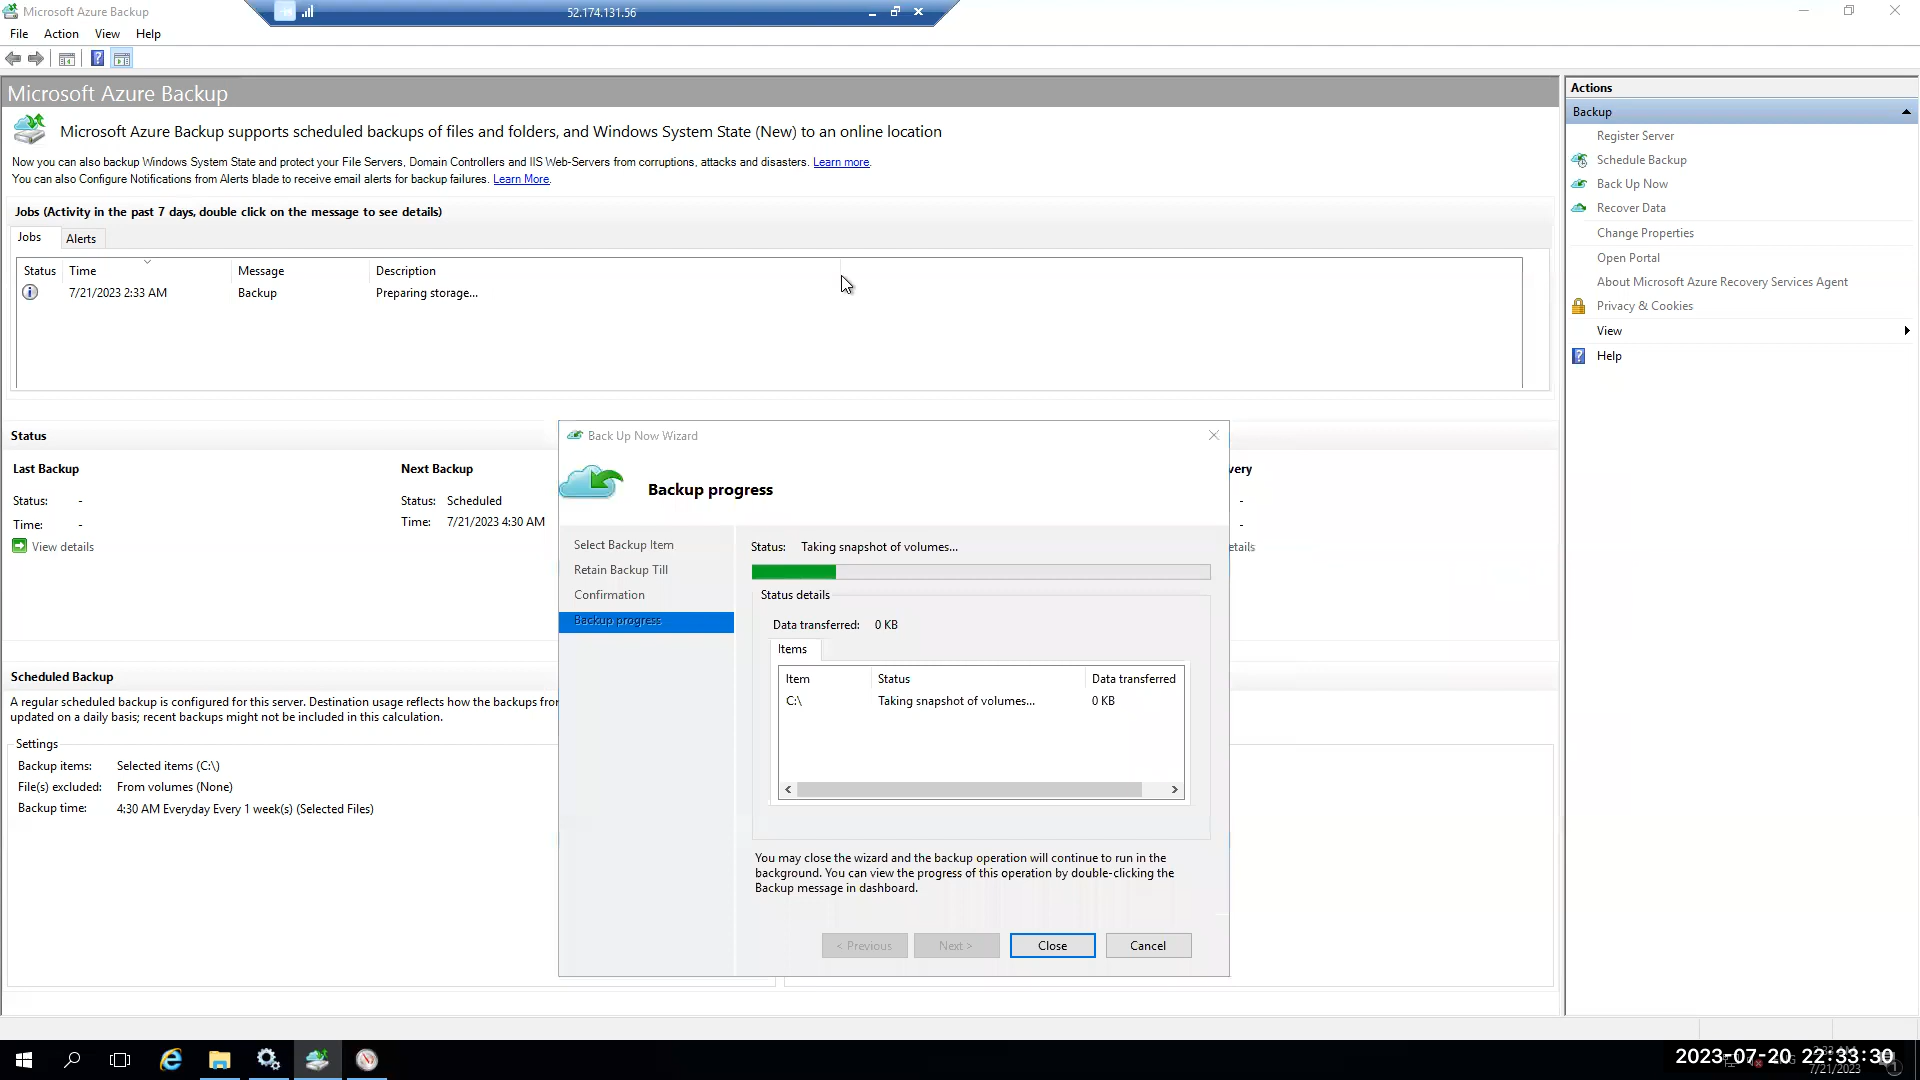 Microsoft Azure Backup
52.174.131.56
File Action View Help
Microsoft Azure Backup
Microsoft Azure Backup supports scheduled backups of files and folders, and Windows System State (New) to an online location
Now you can also backup Windows System State and protect your File Servers, Domain Controllers and IIS Web-Servers from corruptions, attacks and disasters. Learn more.
You can also Configure Notifications from Alerts blade to receive email alerts for backup failures. Learn More.
Jobs (Activity in the past 7 days, double click on the message to see details)
Jobs Alerts
Status Time Message Description
7/21/2023 2:33 AM Backup Preparing storage...
Status
Last Backup
Status: -
Time: -
View details
Next Backup
Status: Scheduled
Time: 7/21/2023 4:30 AM
very
-
-
etails
Scheduled Backup
A regular scheduled backup is configured for this server. Destination usage reflects how the backups fro
updated on a daily basis; recent backups might not be included in this calculation.
Settings
Backup items: Selected items (C:\)
File(s) excluded: From volumes (None)
Backup time: 4:30 AM Everyday Every 1 week(s) (Selected Files)
Back Up Now Wizard
Backup progress
Select Backup Item
Retain Backup Till
Confirmation
Backup progress
Status: Taking snapshot of volumes...
Status details
Data transferred: 0 KB
Items
Item Status Data transferred
C:\ Taking snapshot of volumes... 0 KB
You may close the wizard and the backup operation will continue to run in the
background. You can view the progress of this operation by double-clicking the
Backup message in dashboard.
< Previous Next > Close Cancel
Actions
Backup
Register Server
Schedule Backup
Back Up Now
Recover Data
Change Properties
Open Portal
About Microsoft Azure Recovery Services Agent
Privacy & Cookies
View
Help
2023-07-20 22:33:30
7/21/2023
1